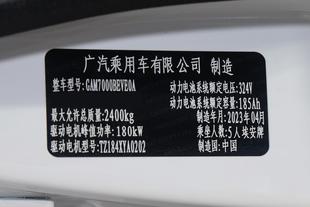 广汽乘用车有限公司 制造
整车型号:GAM7000BEVE0A 动力电池系统额定电压:324V
动力电池系统额定容量:185Ah
最大允许总质量:2400kg 制造年月:2023年04月
驱动电机峰值功率:180kW 乘坐人数:5人埃安牌
驱动电机型号:TZ184XYA0202 制造国:中国